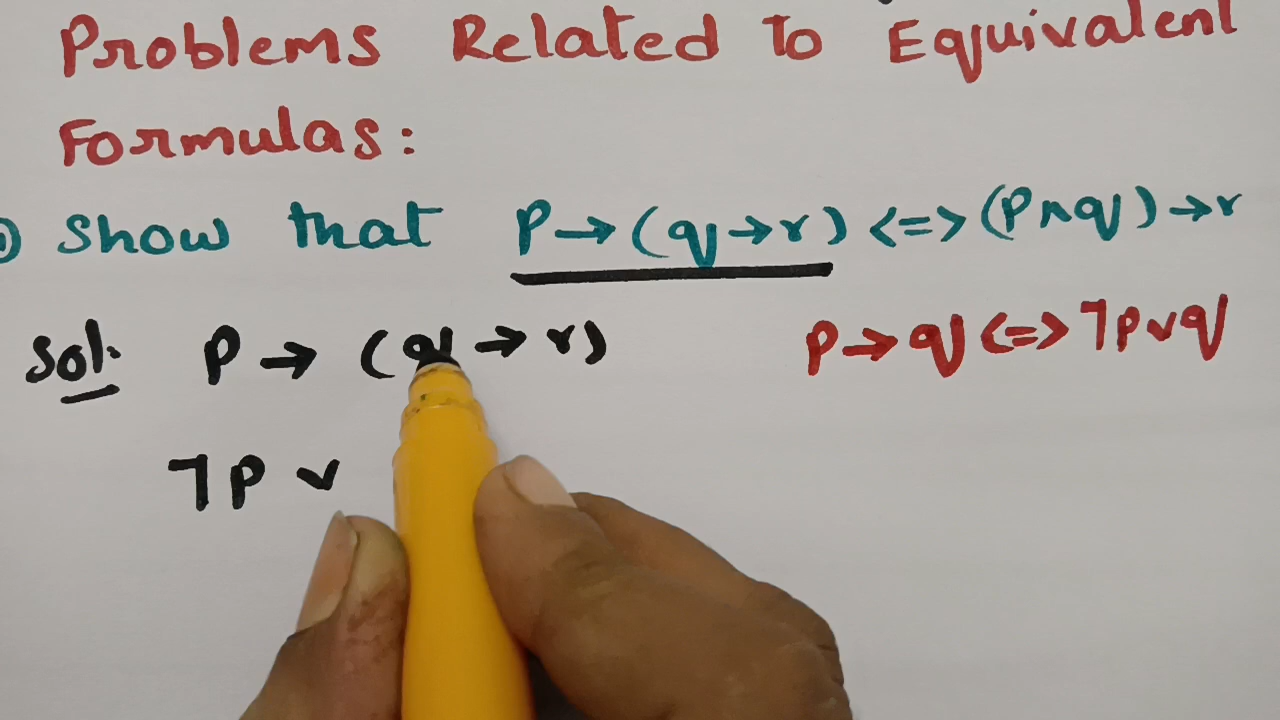 Problems Related To Equivalent
Formulas:
Show that P→(q→r) <=> (P∧q)→r
Sol: P → (q → r)
P→q <=> ¬P∨q
¬P ∨